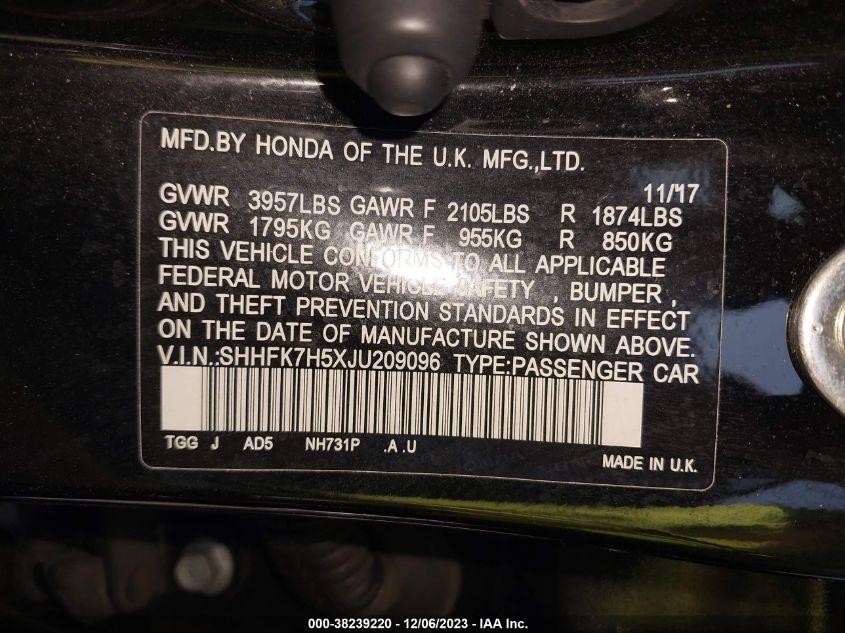 MFD.BY HONDA OF THE U.K. MFG.,LTD.
11/'17
GVWR 3957LBS GAWR F 2105LBS R 1874LBS
GVWR 1795KG GAWR F 955KG R 850KG
THIS VEHICLE CONFORMS TO ALL APPLICABLE
FEDERAL MOTOR VEHICLE SAFETY , BUMPER ,
AND THEFT PREVENTION STANDARDS IN EFFECT
ON THE DATE OF MANUFACTURE SHOWN ABOVE.
V.I.N.:SHHFK7H5XJU209096 TYPE:PASSENGER CAR
TGG J AD5 NH731P .A .U
MADE IN U.K.
000-38239220 - 12/06/2023 - IAA Inc.